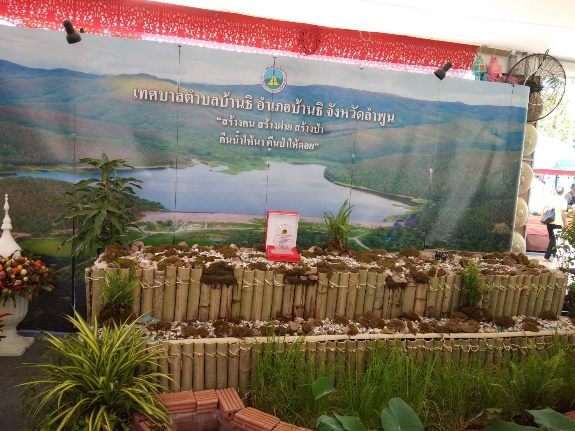 เทศบาลตำบลบ้านธิ อำเภอบ้านธิ จังหวัดลำพูน
"สร้างคน สร้างฝาย สร้างป่า
คืนน้ำให้นา คืนป่าให้ดอย"